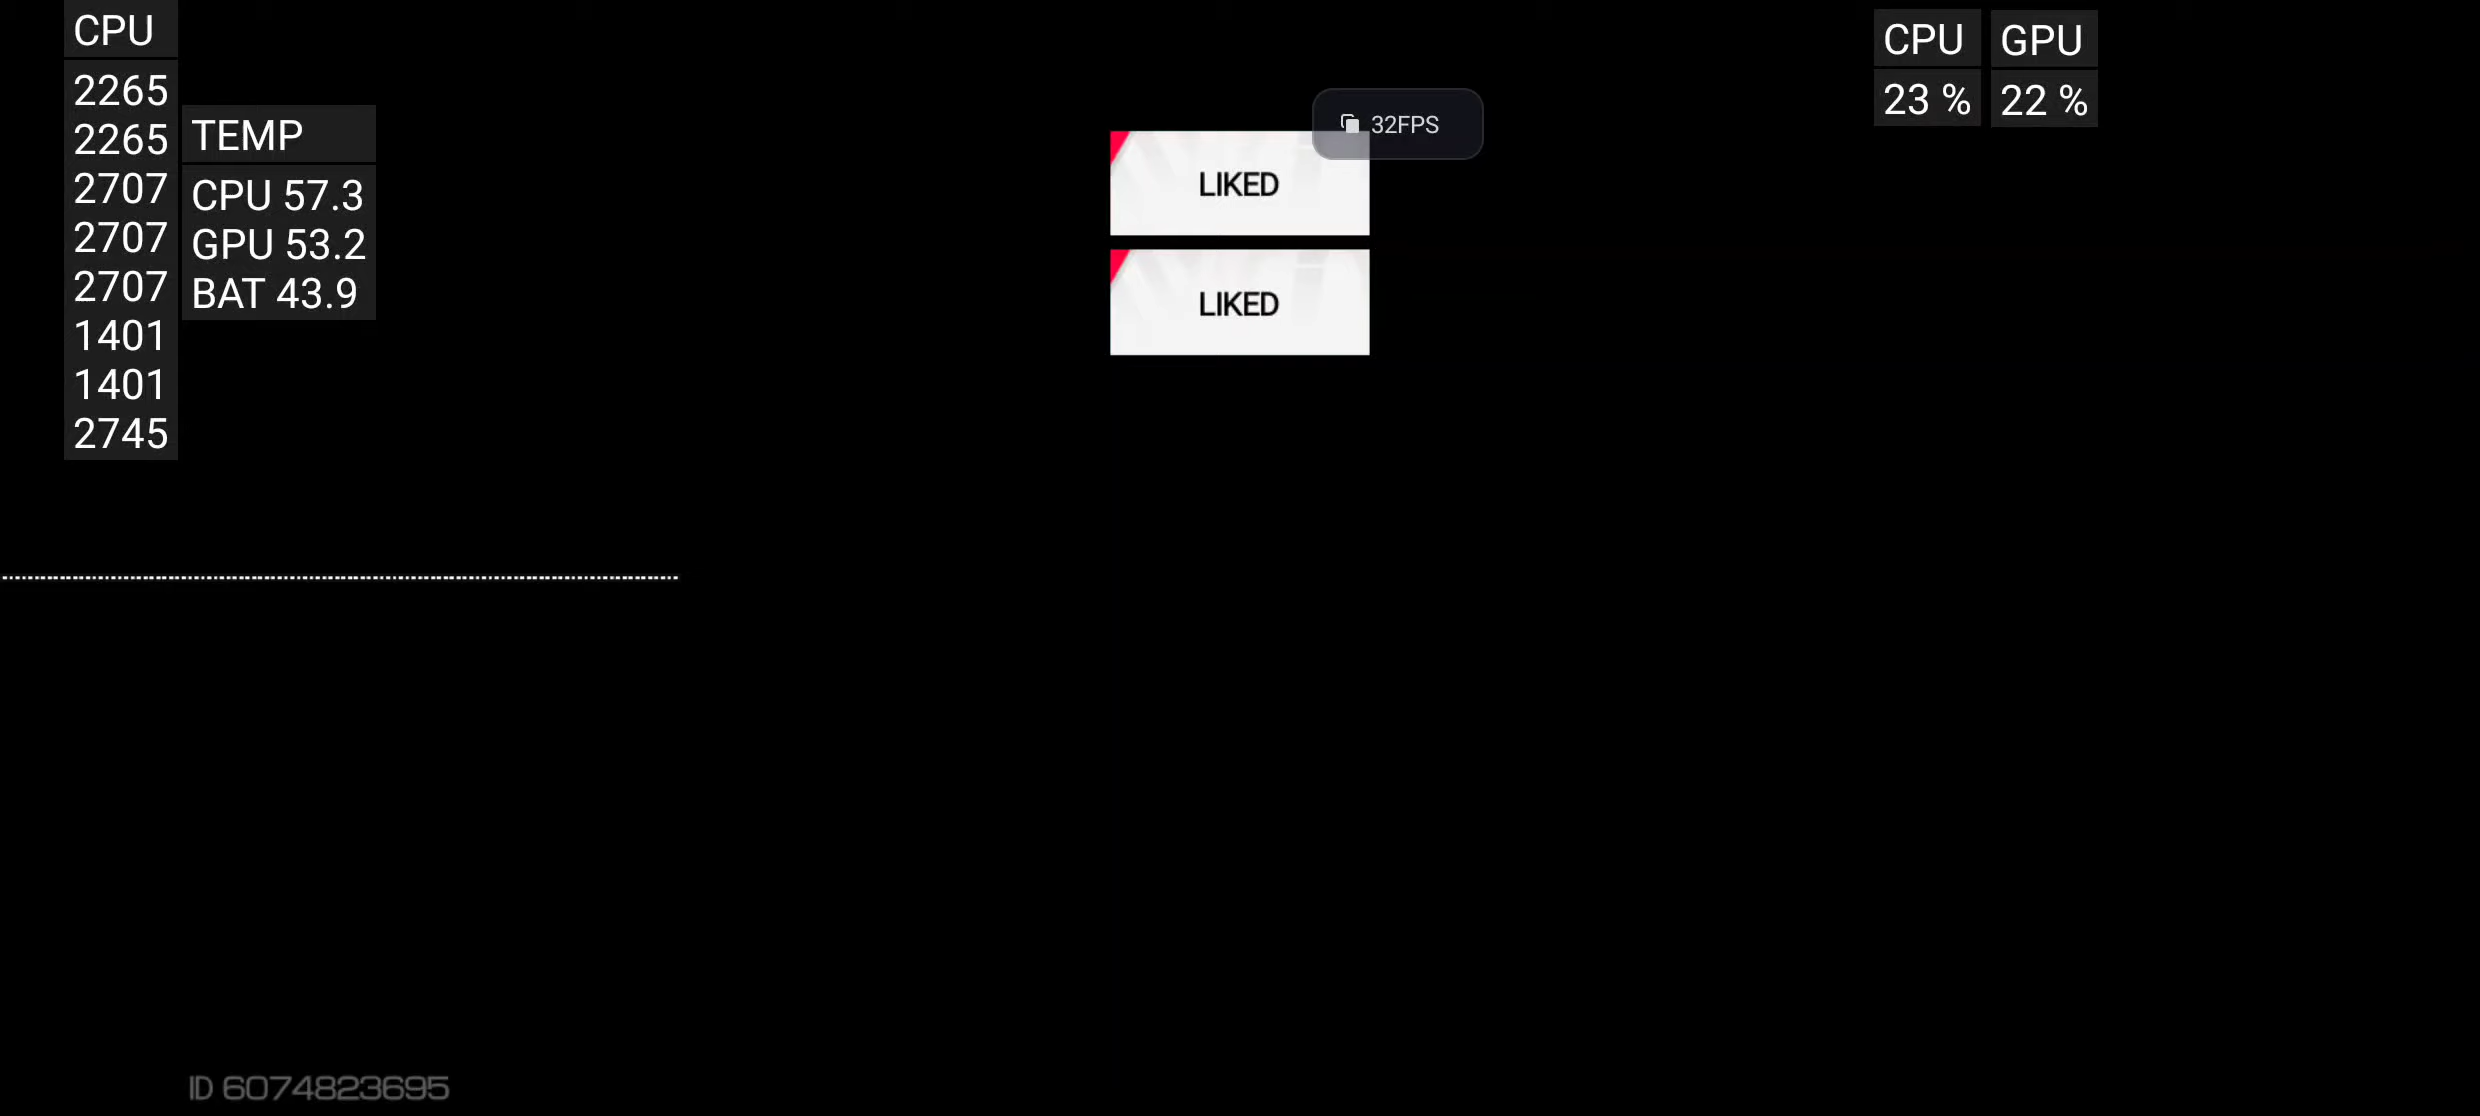 CPU
2265
2265
2707
2707
2707
1401
1401
2745
TEMP
CPU 57.3
GPU 53.2
BAT 43.9
32FPS
LIKED
LIKED
CPU
23 %
GPU
22 %
ID 6074823695